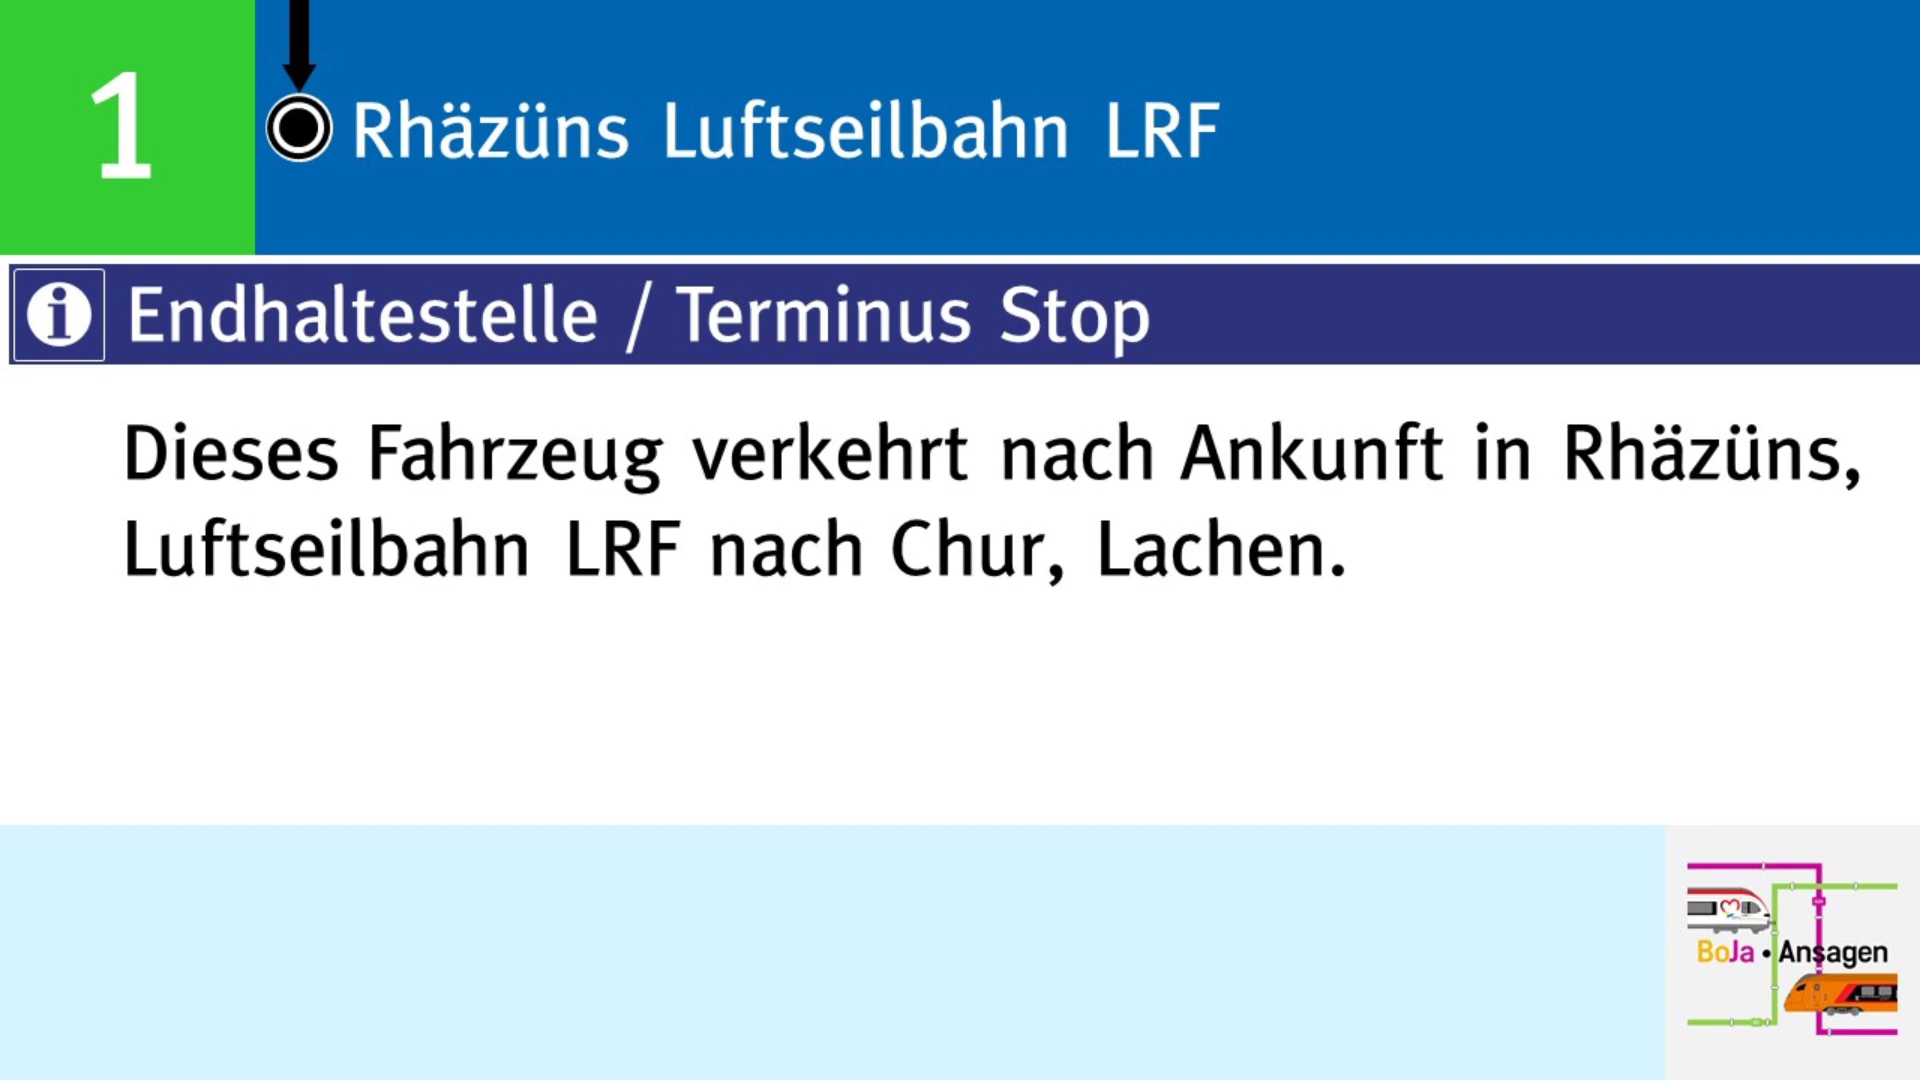 1
Rhäzüns Luftseilbahn LRF
i Endhaltestelle / Terminus Stop
Dieses Fahrzeug verkehrt nach Ankunft in Rhäzüns,
Luftseilbahn LRF nach Chur, Lachen.
BoJa • Ansagen